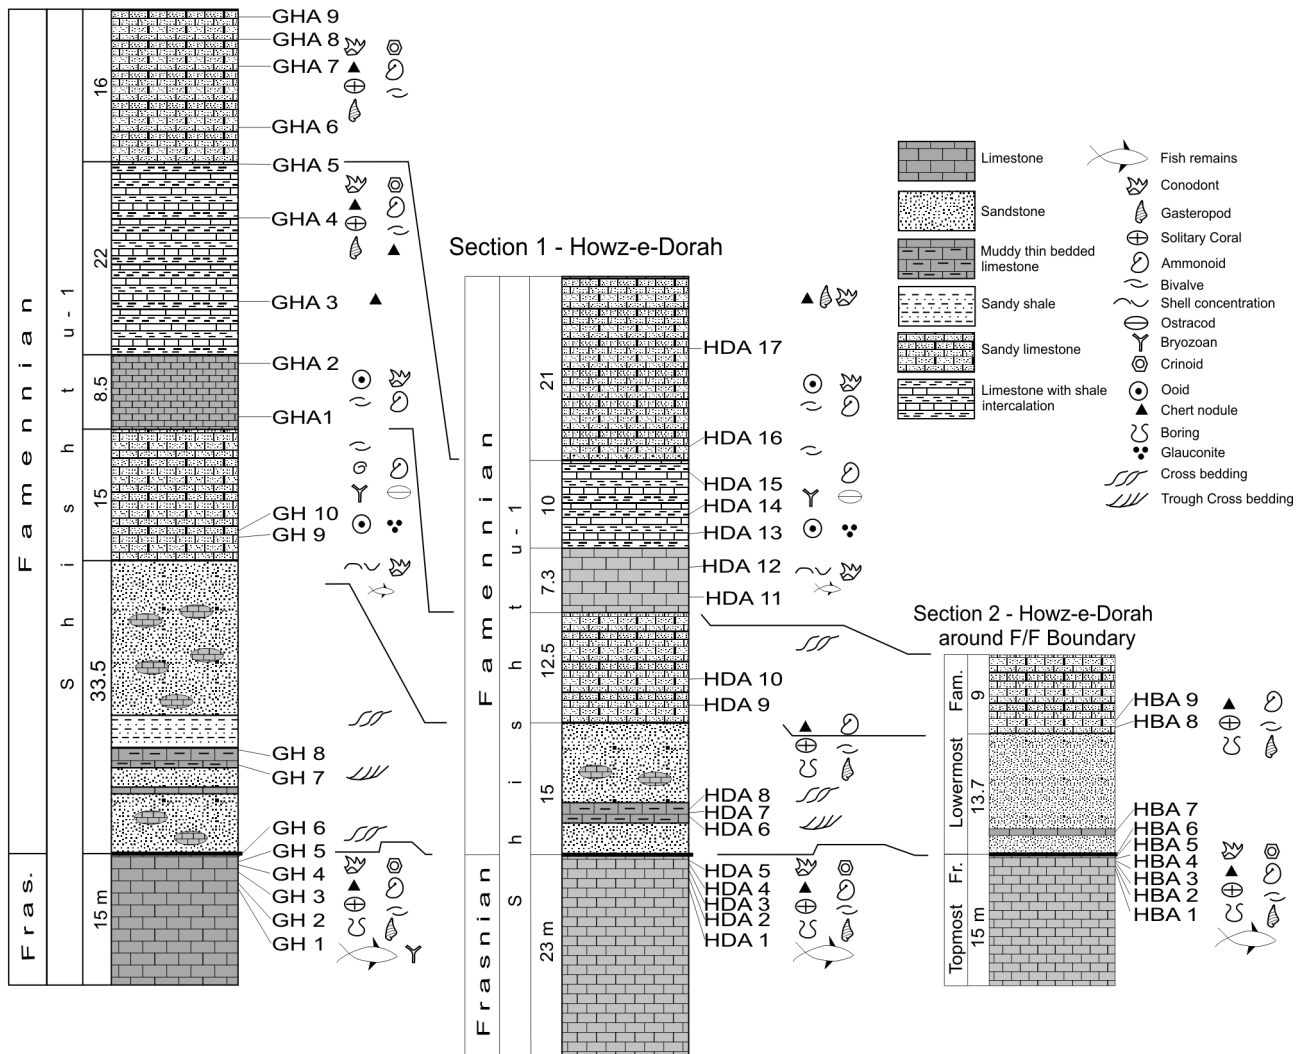 GHA 9
GHA 8
GHA 7
GHA 6
GHA 5
GHA 4
GHA 3
GHA 2
GHA1
GH 10
GH 9
GH 8
GH 7
GH 6
GH 5
GH 4
GH 3
GH 2
GH 1
Famennian
Fras.
Shishtu-1
16
22
8.5
15
33.5
15 m
Section 1 - Howz-e-Dorah
HDA 17
HDA 16
HDA 15
HDA 14
HDA 13
HDA 12
HDA 11
HDA 10
HDA 9
HDA 8
HDA 7
HDA 6
HDA 5
HDA 4
HDA 3
HDA 2
HDA 1
Famennian
Frasnian
Shishtu-1
21
10
7.3
12.5
15
23 m
Section 2 - Howz-e-Dorah
around F/F Boundary
HBA 9
HBA 8
HBA 7
HBA 6
HBA 5
HBA 4
HBA 3
HBA 2
HBA 1
Lowermost Fam.
Topmost Fr.
9
13.7
15 m
Limestone
Sandstone
Muddy thin bedded
limestone
Sandy shale
Sandy limestone
Limestone with shale
intercalation
Fish remains
Conodont
Gasteropod
Solitary Coral
Ammonoid
Bivalve
Shell concentration
Ostracod
Bryozoan
Crinoid
Ooid
Chert nodule
Boring
Glauconite
Cross bedding
Trough Cross bedding